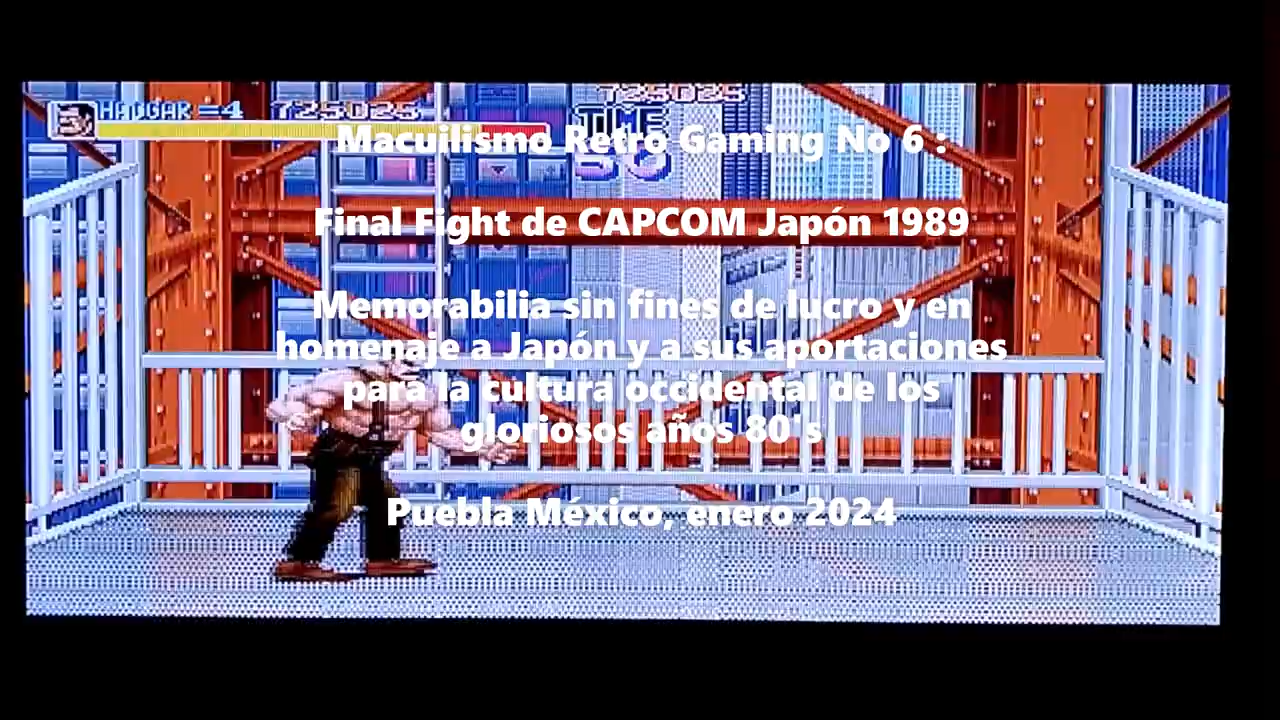 HAGGAR =4 725025
725025
TIME
50
Macuilismo Retro Gaming No 6 :
Final Fight de CAPCOM Japón 1989
Memorabilia sin fines de lucro y en
homenaje a Japón y a sus aportaciones
para la cultura occidental de los
gloriosos años 80's
Puebla México, enero 2024